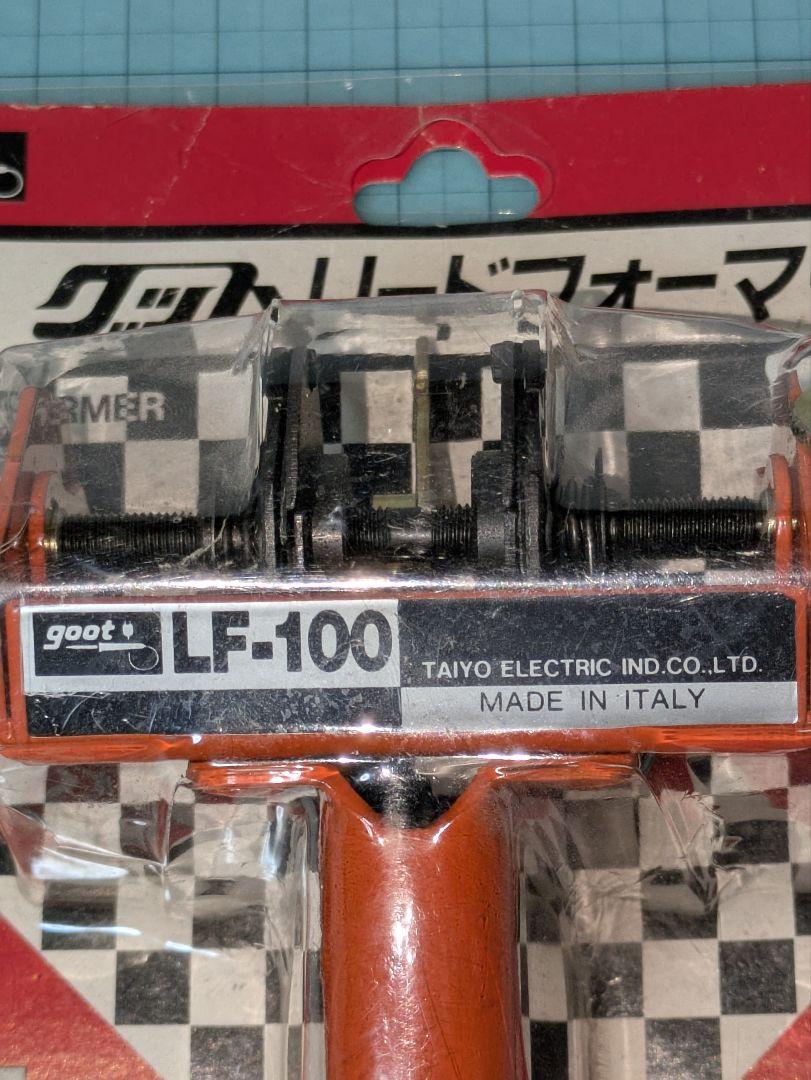 グットリードフォーマ
RMER
goot
LF-100
TAIYO ELECTRIC IND.CO.,LTD.
MADE IN ITALY